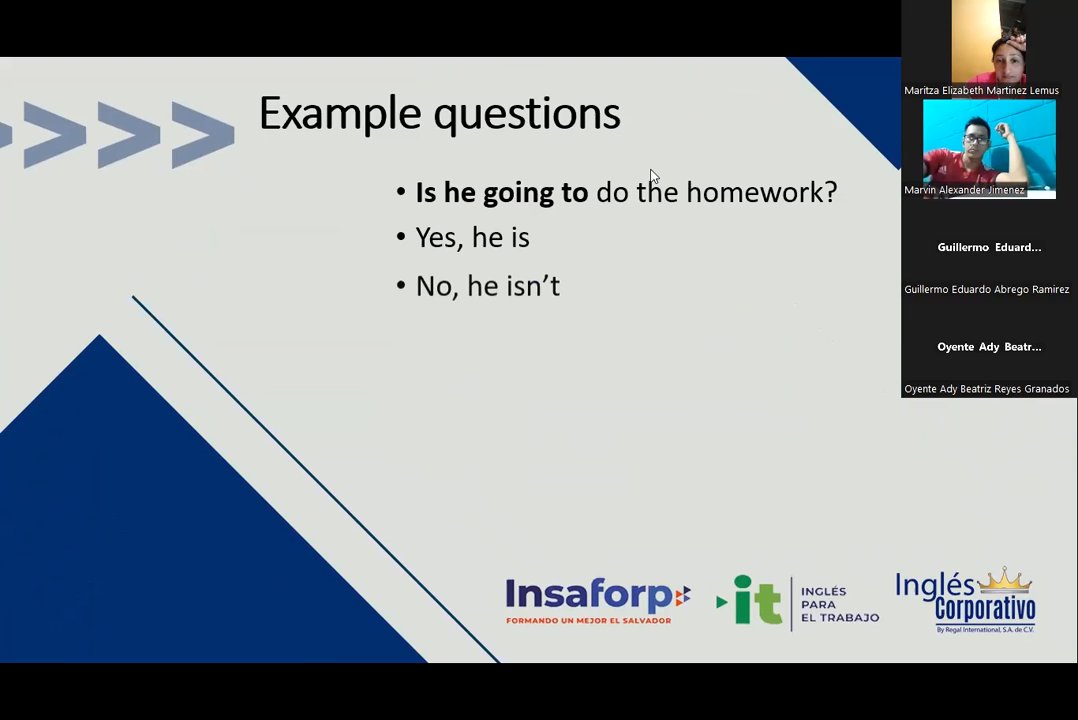 Example questions
• Is he going to do the homework?
• Yes, he is
• No, he isn't
Maritza Elizabeth Martinez Lemus
Marvin Alexander Jimenez
Guillermo Eduard...
Guillermo Eduardo Abrego Ramirez
Oyente Ady Beatr...
Oyente Ady Beatriz Reyes Granados
Insaforp
FORMANDO UN MEJOR EL SALVADOR
it
INGLÉS
PARA
EL TRABAJO
Inglés
Corporativo
By Regal International, S.A. de C.V.